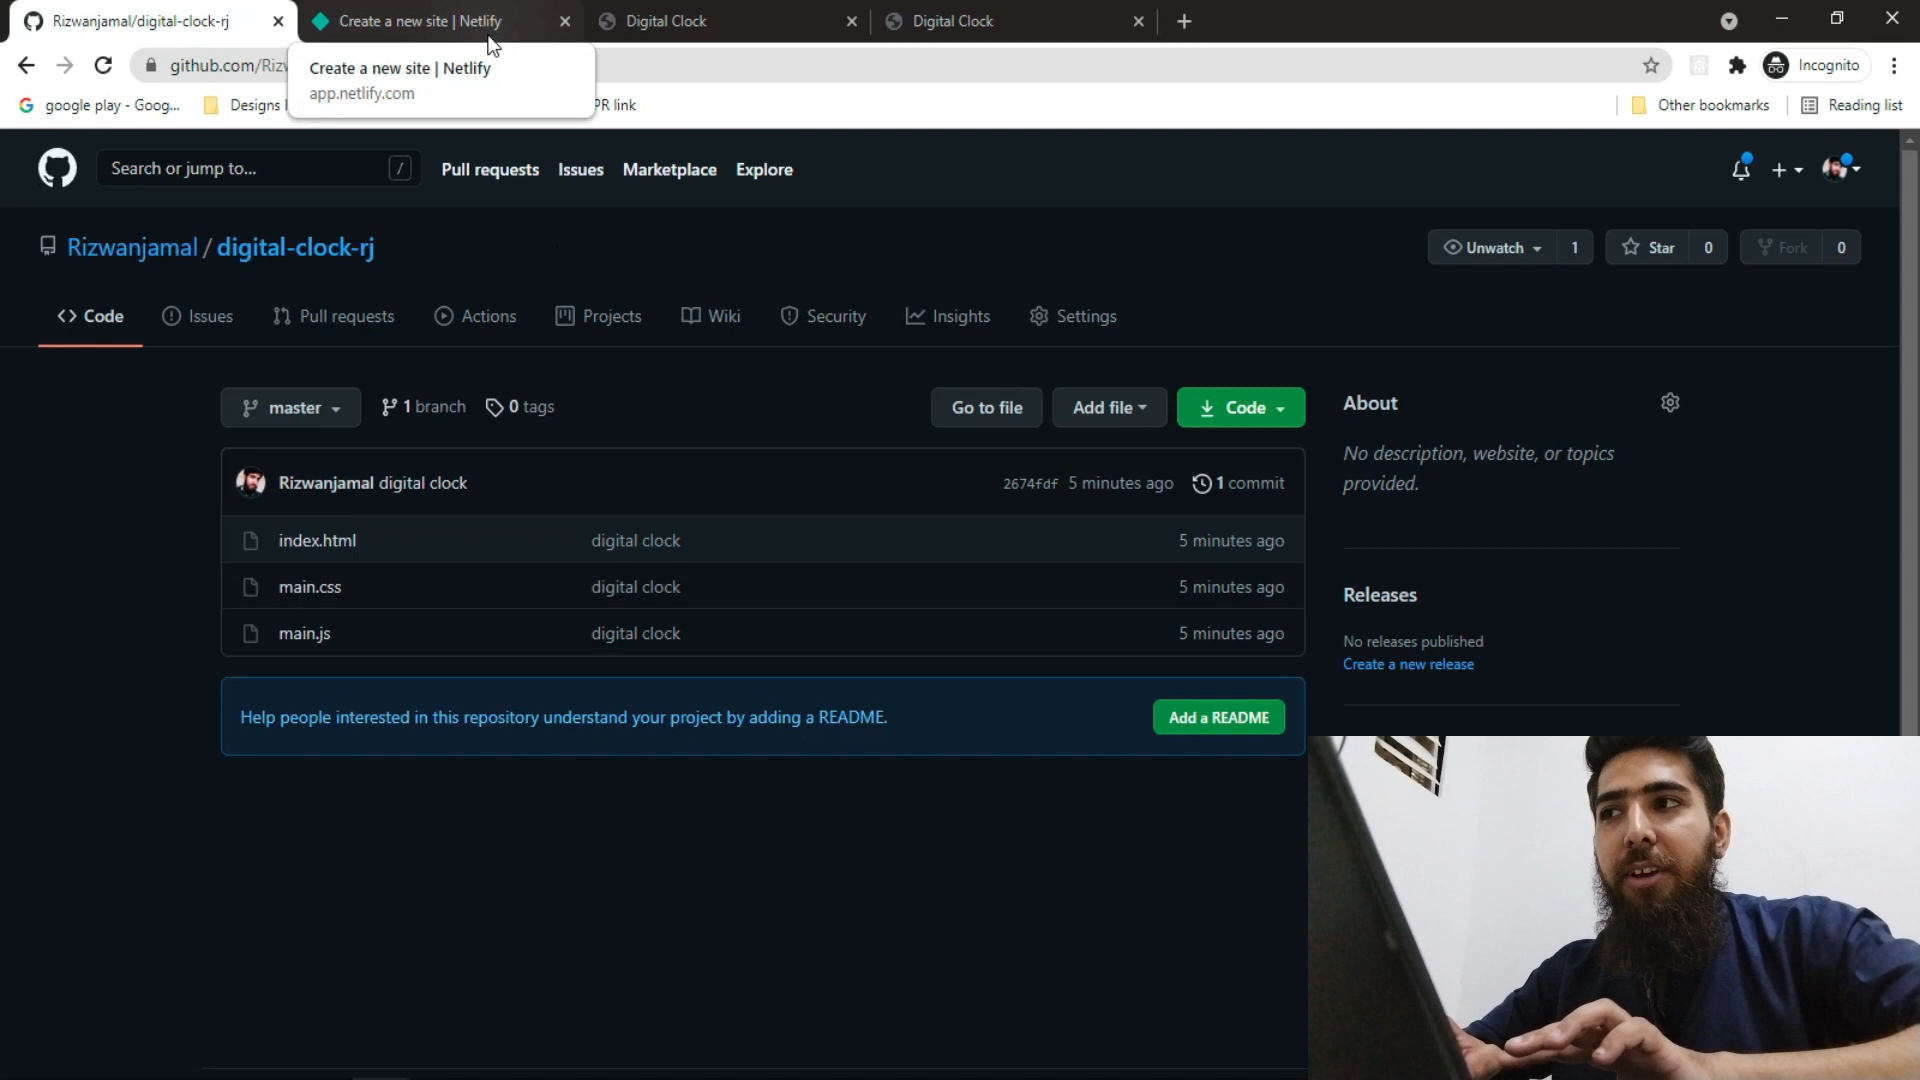 Rizwanjamal/digital-clock-rj
Create a new site | Netlify
Digital Clock
Digital Clock
github.com/Riz
Create a new site | Netlify
app.netlify.com
Incognito
google play - Goog...
Designs
PR link
Other bookmarks
Reading list
Search or jump to...
/
Pull requests
Issues
Marketplace
Explore
Rizwanjamal / digital-clock-rj
Unwatch
1
Star
0
Fork
0
<> Code
Issues
Pull requests
Actions
Projects
Wiki
Security
Insights
Settings
master
1 branch
0 tags
Go to file
Add file
Code
About
No description, website, or topics
provided.
Rizwanjamal digital clock
2674fdf 5 minutes ago
1 commit
index.html digital clock 5 minutes ago
main.css digital clock 5 minutes ago
main.js digital clock 5 minutes ago
Releases
No releases published
Create a new release
Help people interested in this repository understand your project by adding a README.
Add a README